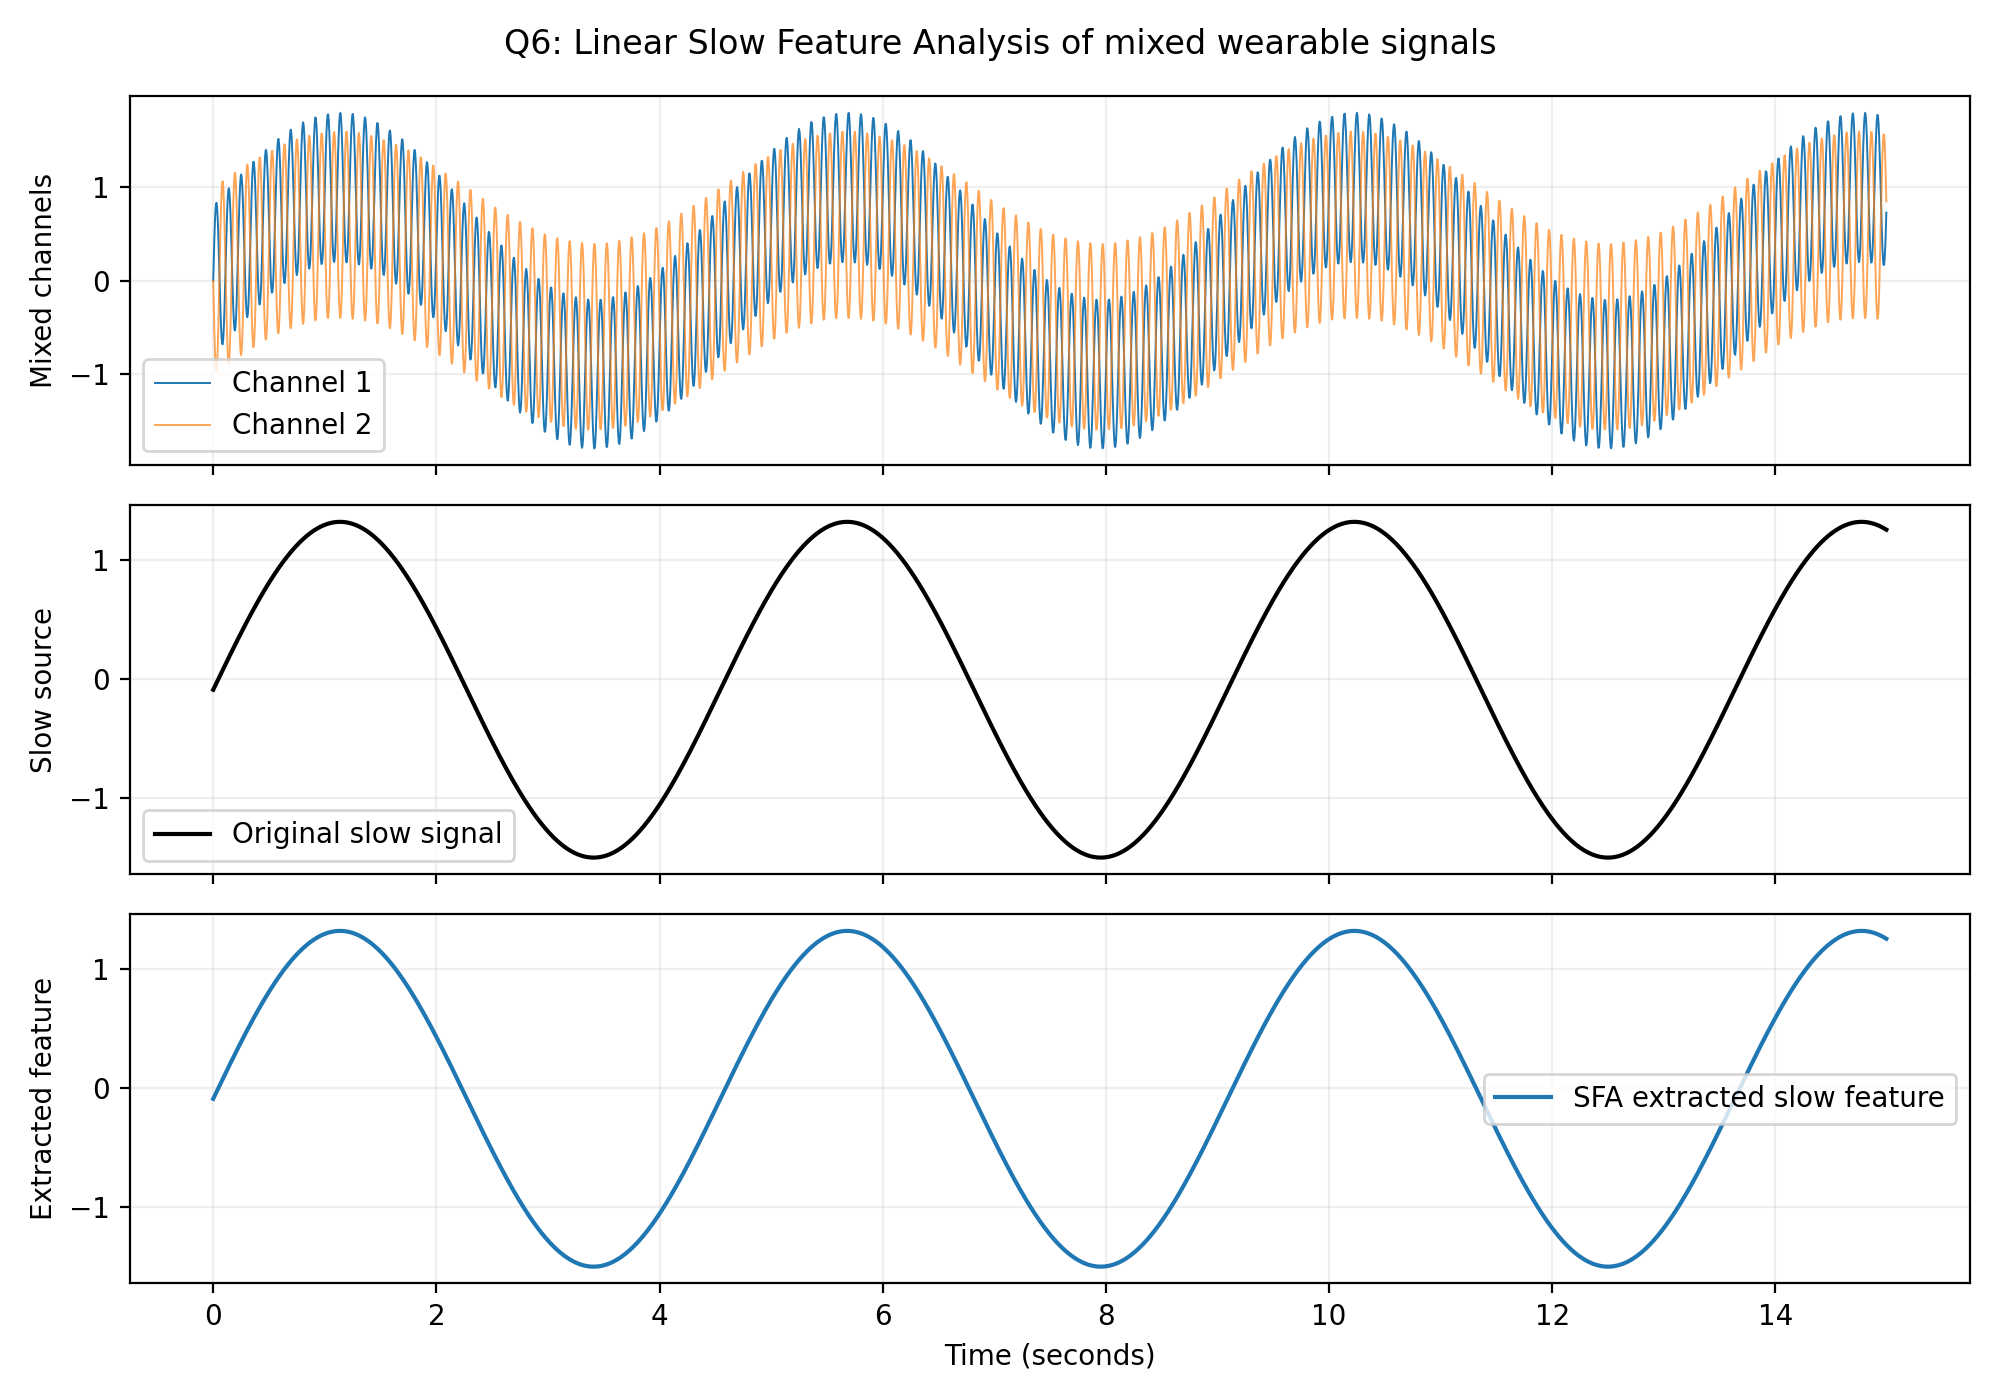 Q6: Linear Slow Feature Analysis of mixed wearable signals
Mixed channels
1
0
−1
Channel 1
Channel 2
Slow source
1
0
−1
Original slow signal
Extracted feature
1
0
−1
SFA extracted slow feature
0 2 4 6 8 10 12 14
Time (seconds)